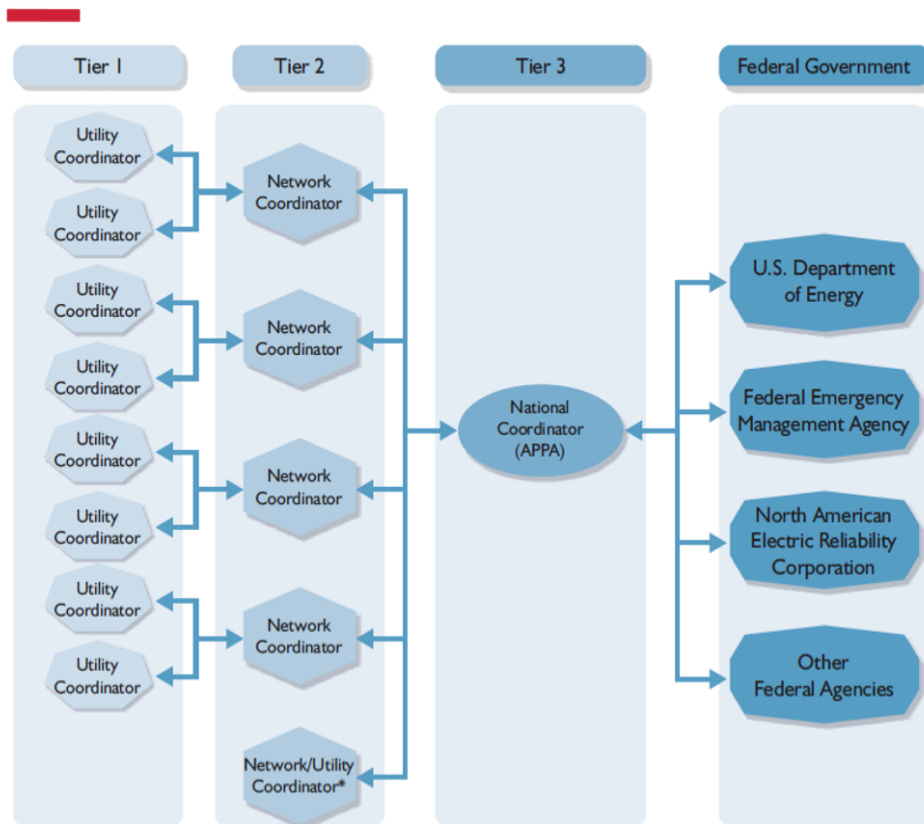 Tier 1
Tier 2
Tier 3
Federal Government
Utility
Coordinator
Utility
Coordinator
Utility
Coordinator
Utility
Coordinator
Utility
Coordinator
Utility
Coordinator
Utility
Coordinator
Utility
Coordinator
Network
Coordinator
Network
Coordinator
Network
Coordinator
Network
Coordinator
Network/Utility
Coordinator*
National
Coordinator
(APPA)
U.S. Department
of Energy
Federal Emergency
Management Agency
North American
Electric Reliability
Corporation
Other
Federal Agencies